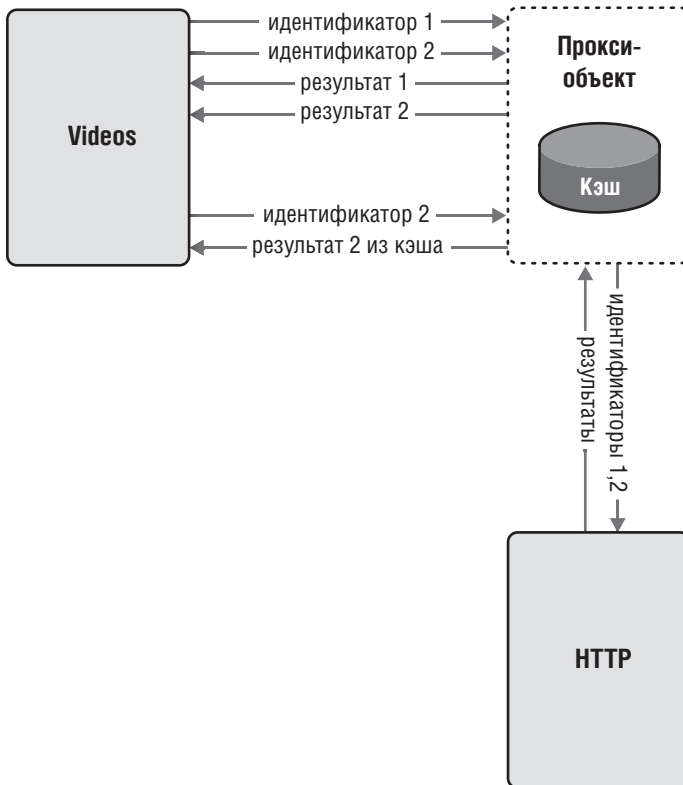 идентификатор 1
идентификатор 2
результат 1
результат 2
Videos
Прокси-
объект
Кэш
идентификатор 2
результат 2 из кэша
результаты
идентификаторы 1,2
HTTP